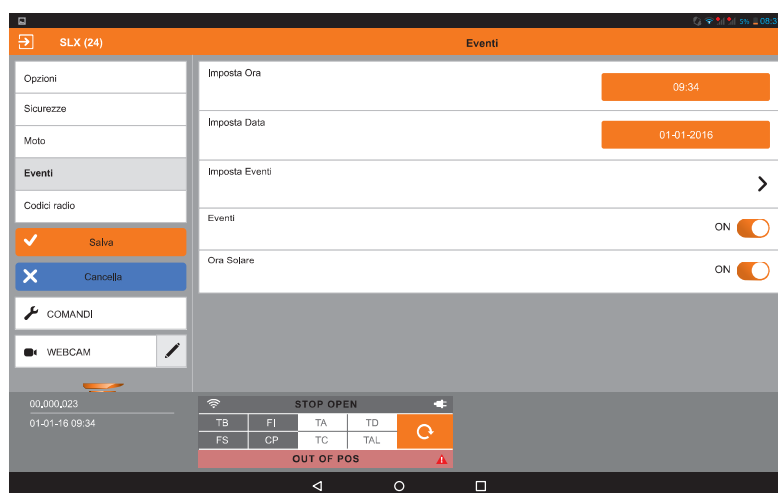 5% 08:3
SLX (24)
Eventi
Opzioni
Sicurezze
Moto
Eventi
Codici radio
Salva
Cancella
COMANDI
WEBCAM
Imposta Ora
09:34
Imposta Data
01-01-2016
Imposta Eventi
Eventi
ON
Ora Solare
ON
00,000,023
01-01-16 09:34
STOP OPEN
TB FI TA TD
FS CP TC TAL
OUT OF POS